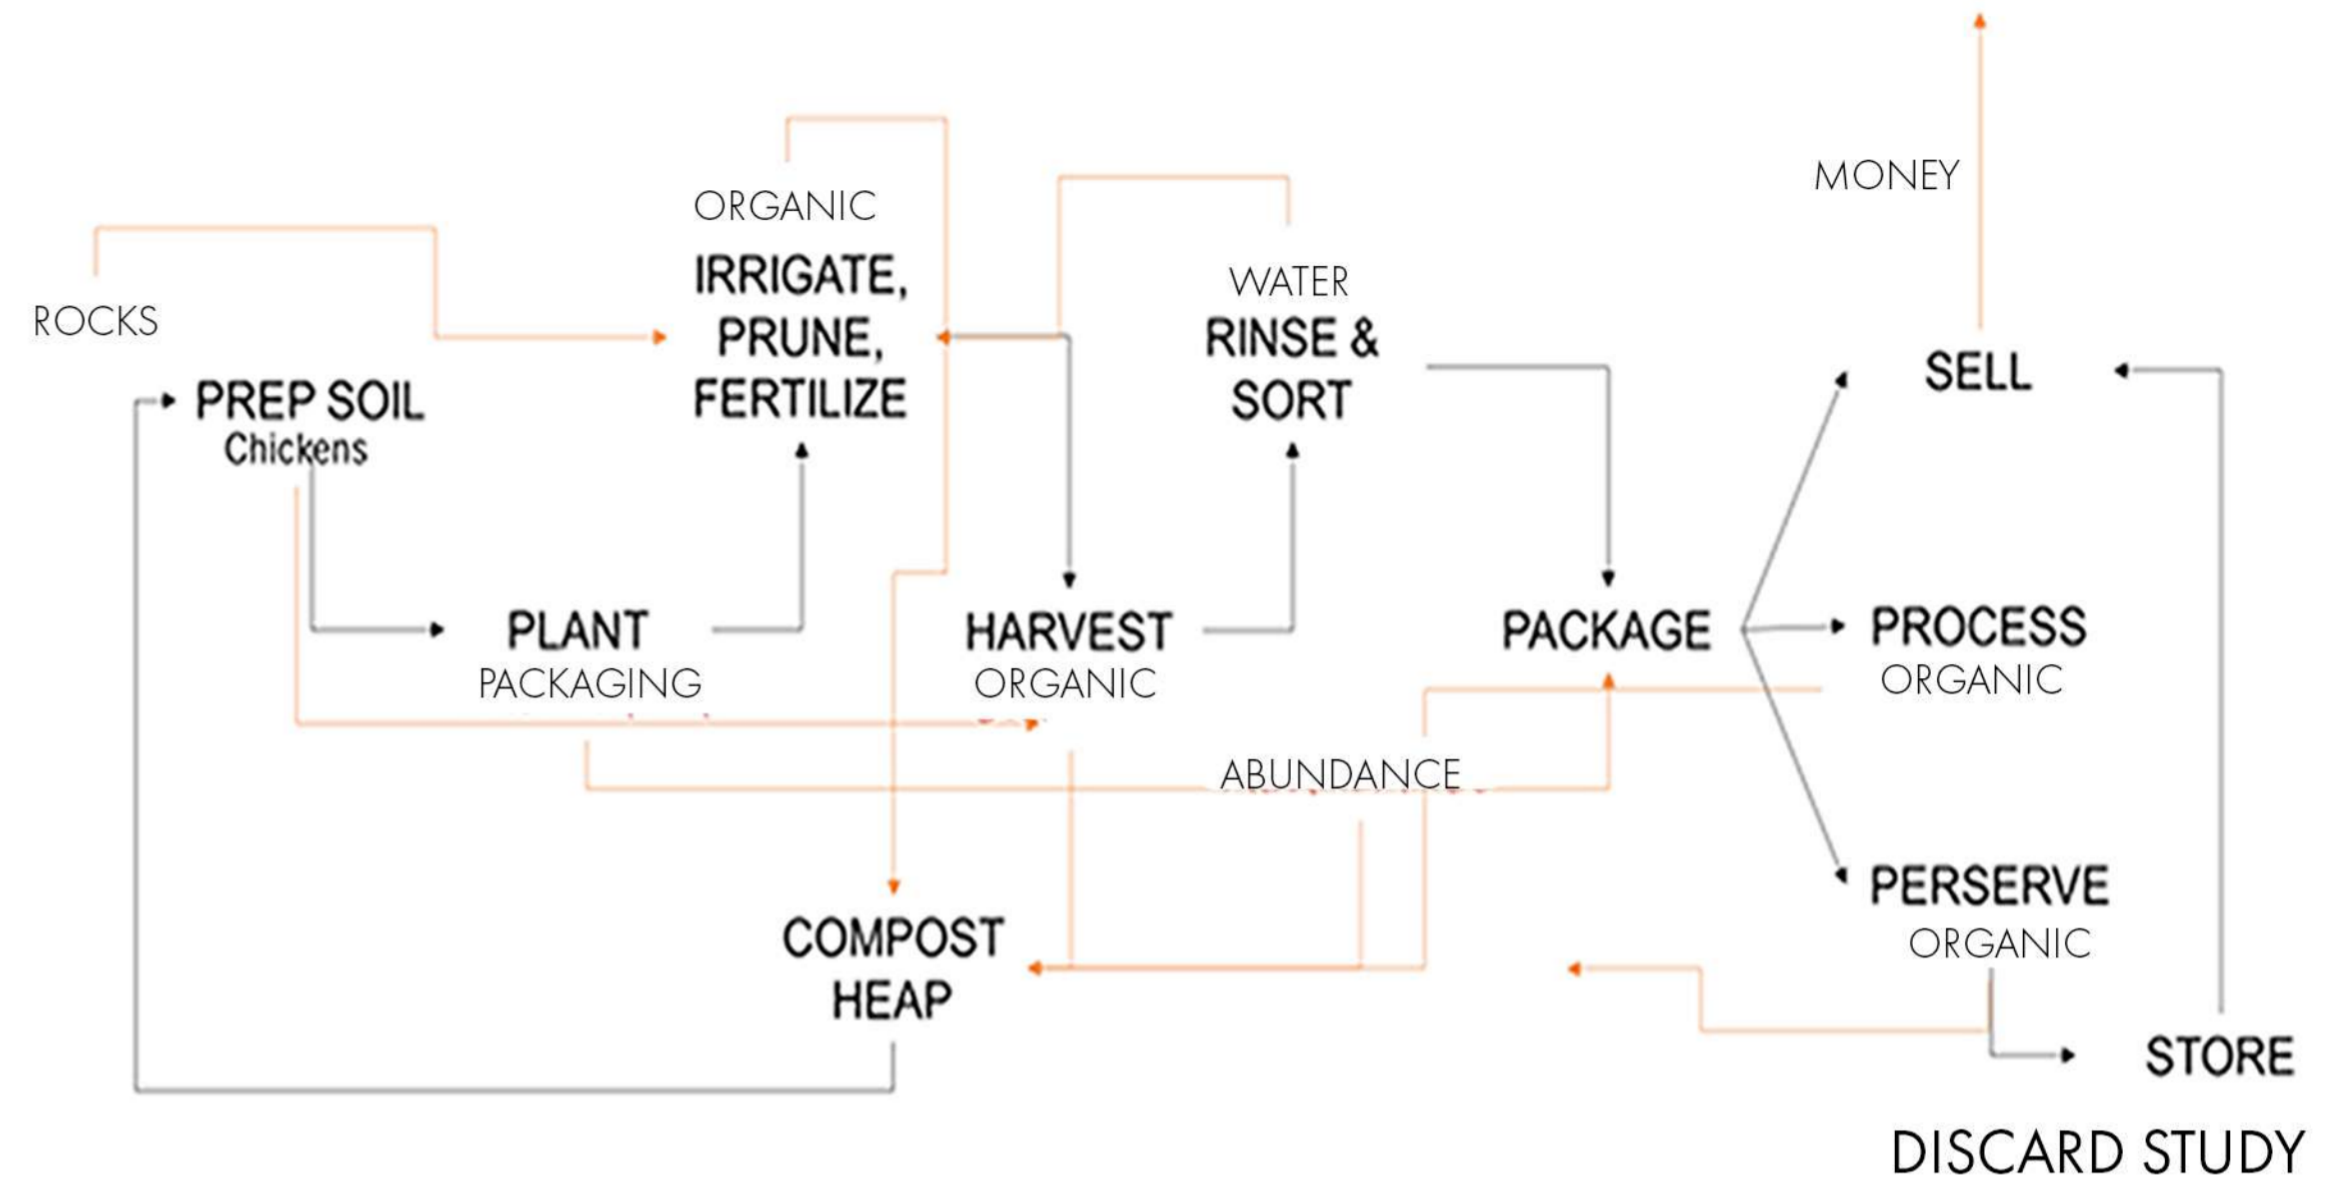 MONEY
ORGANIC
IRRIGATE,
PRUNE,
FERTILIZE
WATER
RINSE &
SORT
ROCKS
PREP SOIL
Chickens
SELL
PLANT
PACKAGING
HARVEST
ORGANIC
PACKAGE
PROCESS
ORGANIC
ABUNDANCE
COMPOST
HEAP
PERSERVE
ORGANIC
STORE
DISCARD STUDY